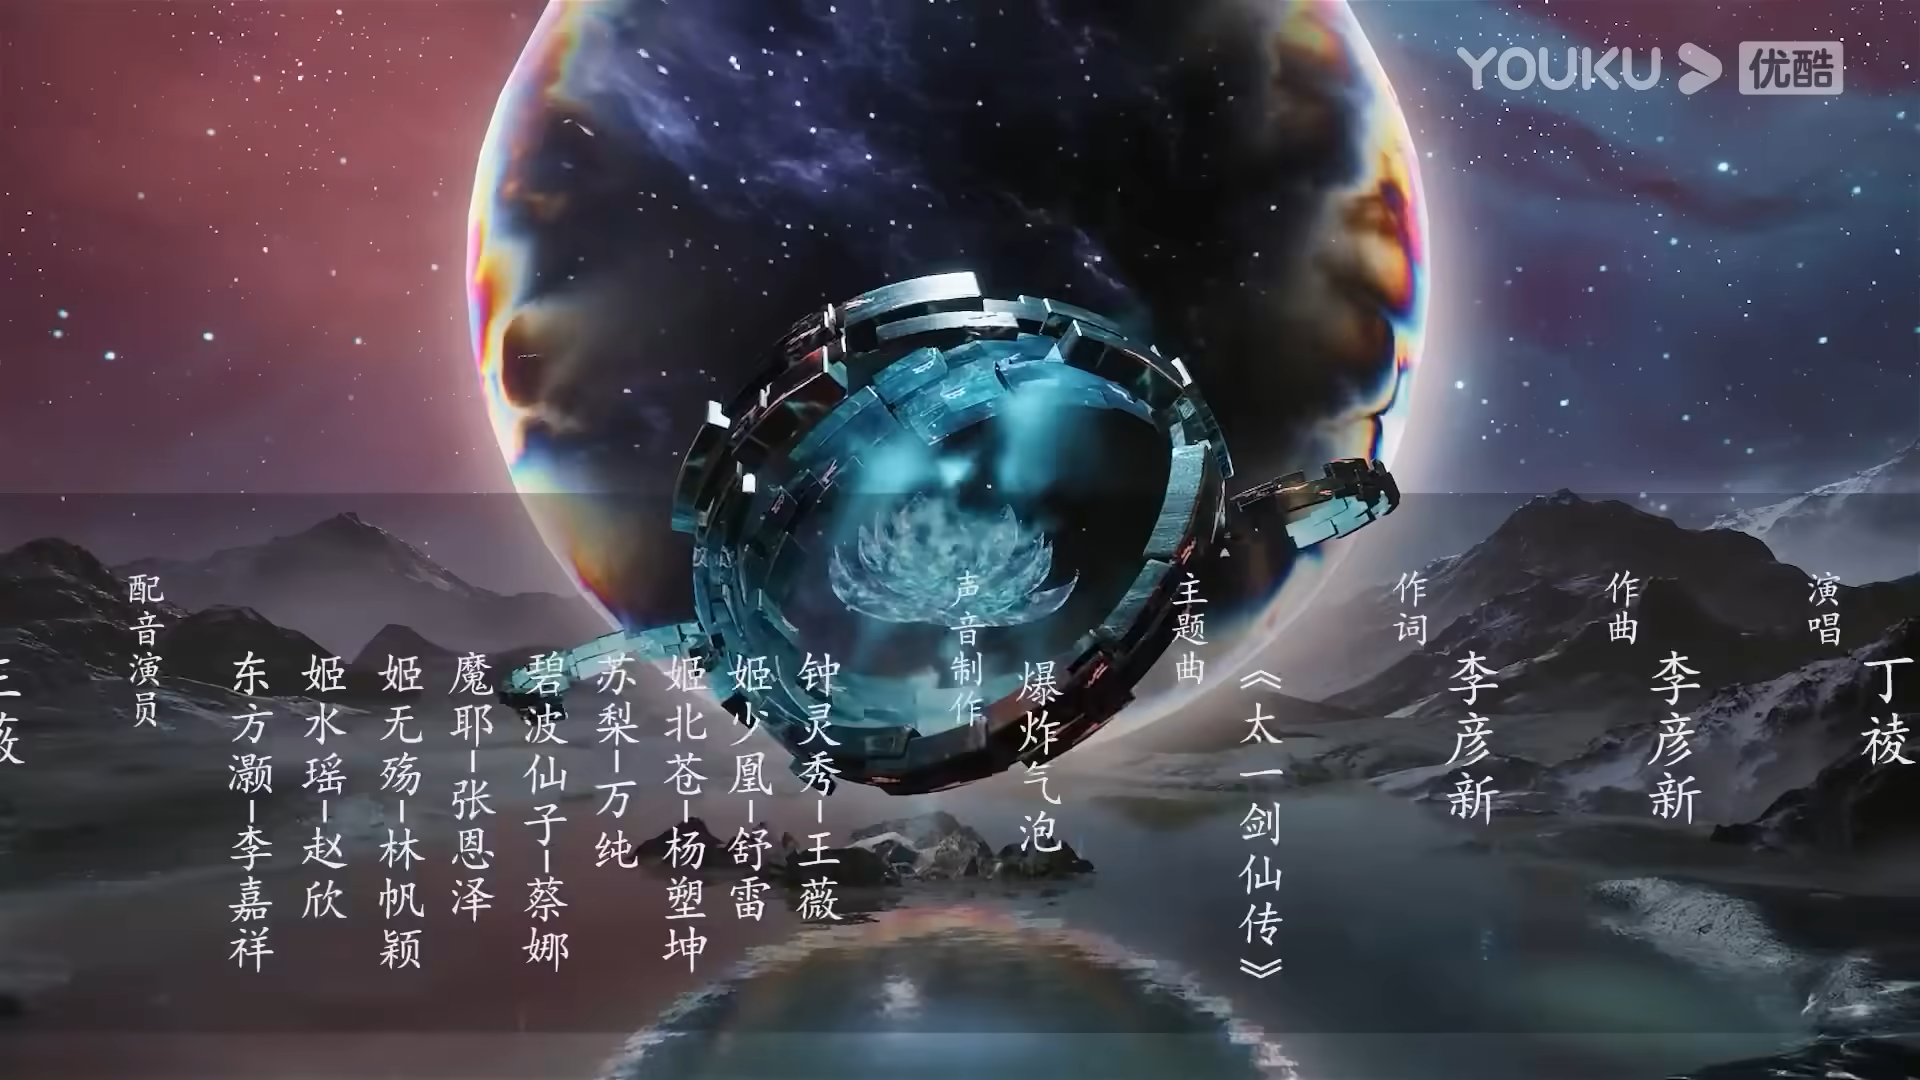 YOUKU 优酷
薇
配音演员
东方灏-李嘉祥
姬水瑶-赵欣
姬无殇-林帆颖
魔耶-张恩泽
碧波仙子-蔡娜
苏梨-万纯
姬北苍-杨塑坤
姬少凰-舒雷
钟灵秀-王薇
声音制作
爆炸气泡
主题曲
《太一剑仙传》
作词
李彦新
作曲
李彦新
演唱
丁祾